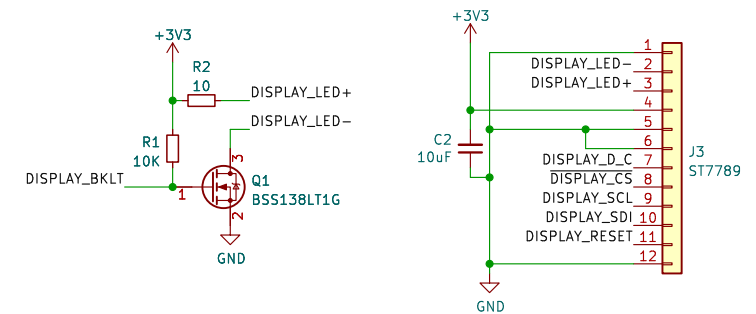 +3V3
R2
10
DISPLAY_LED+
DISPLAY_LED-
R1
10K
3
DISPLAY_BKLT
1
Q1
BSS138LT1G
2
GND
+3V3
1
DISPLAY_LED- 2
DISPLAY_LED+ 3
4
5
C2
10uF
6
J3
ST7789
DISPLAY_D_C 7
DISPLAY_CS 8
DISPLAY_SCL 9
DISPLAY_SDI 10
DISPLAY_RESET 11
12
GND